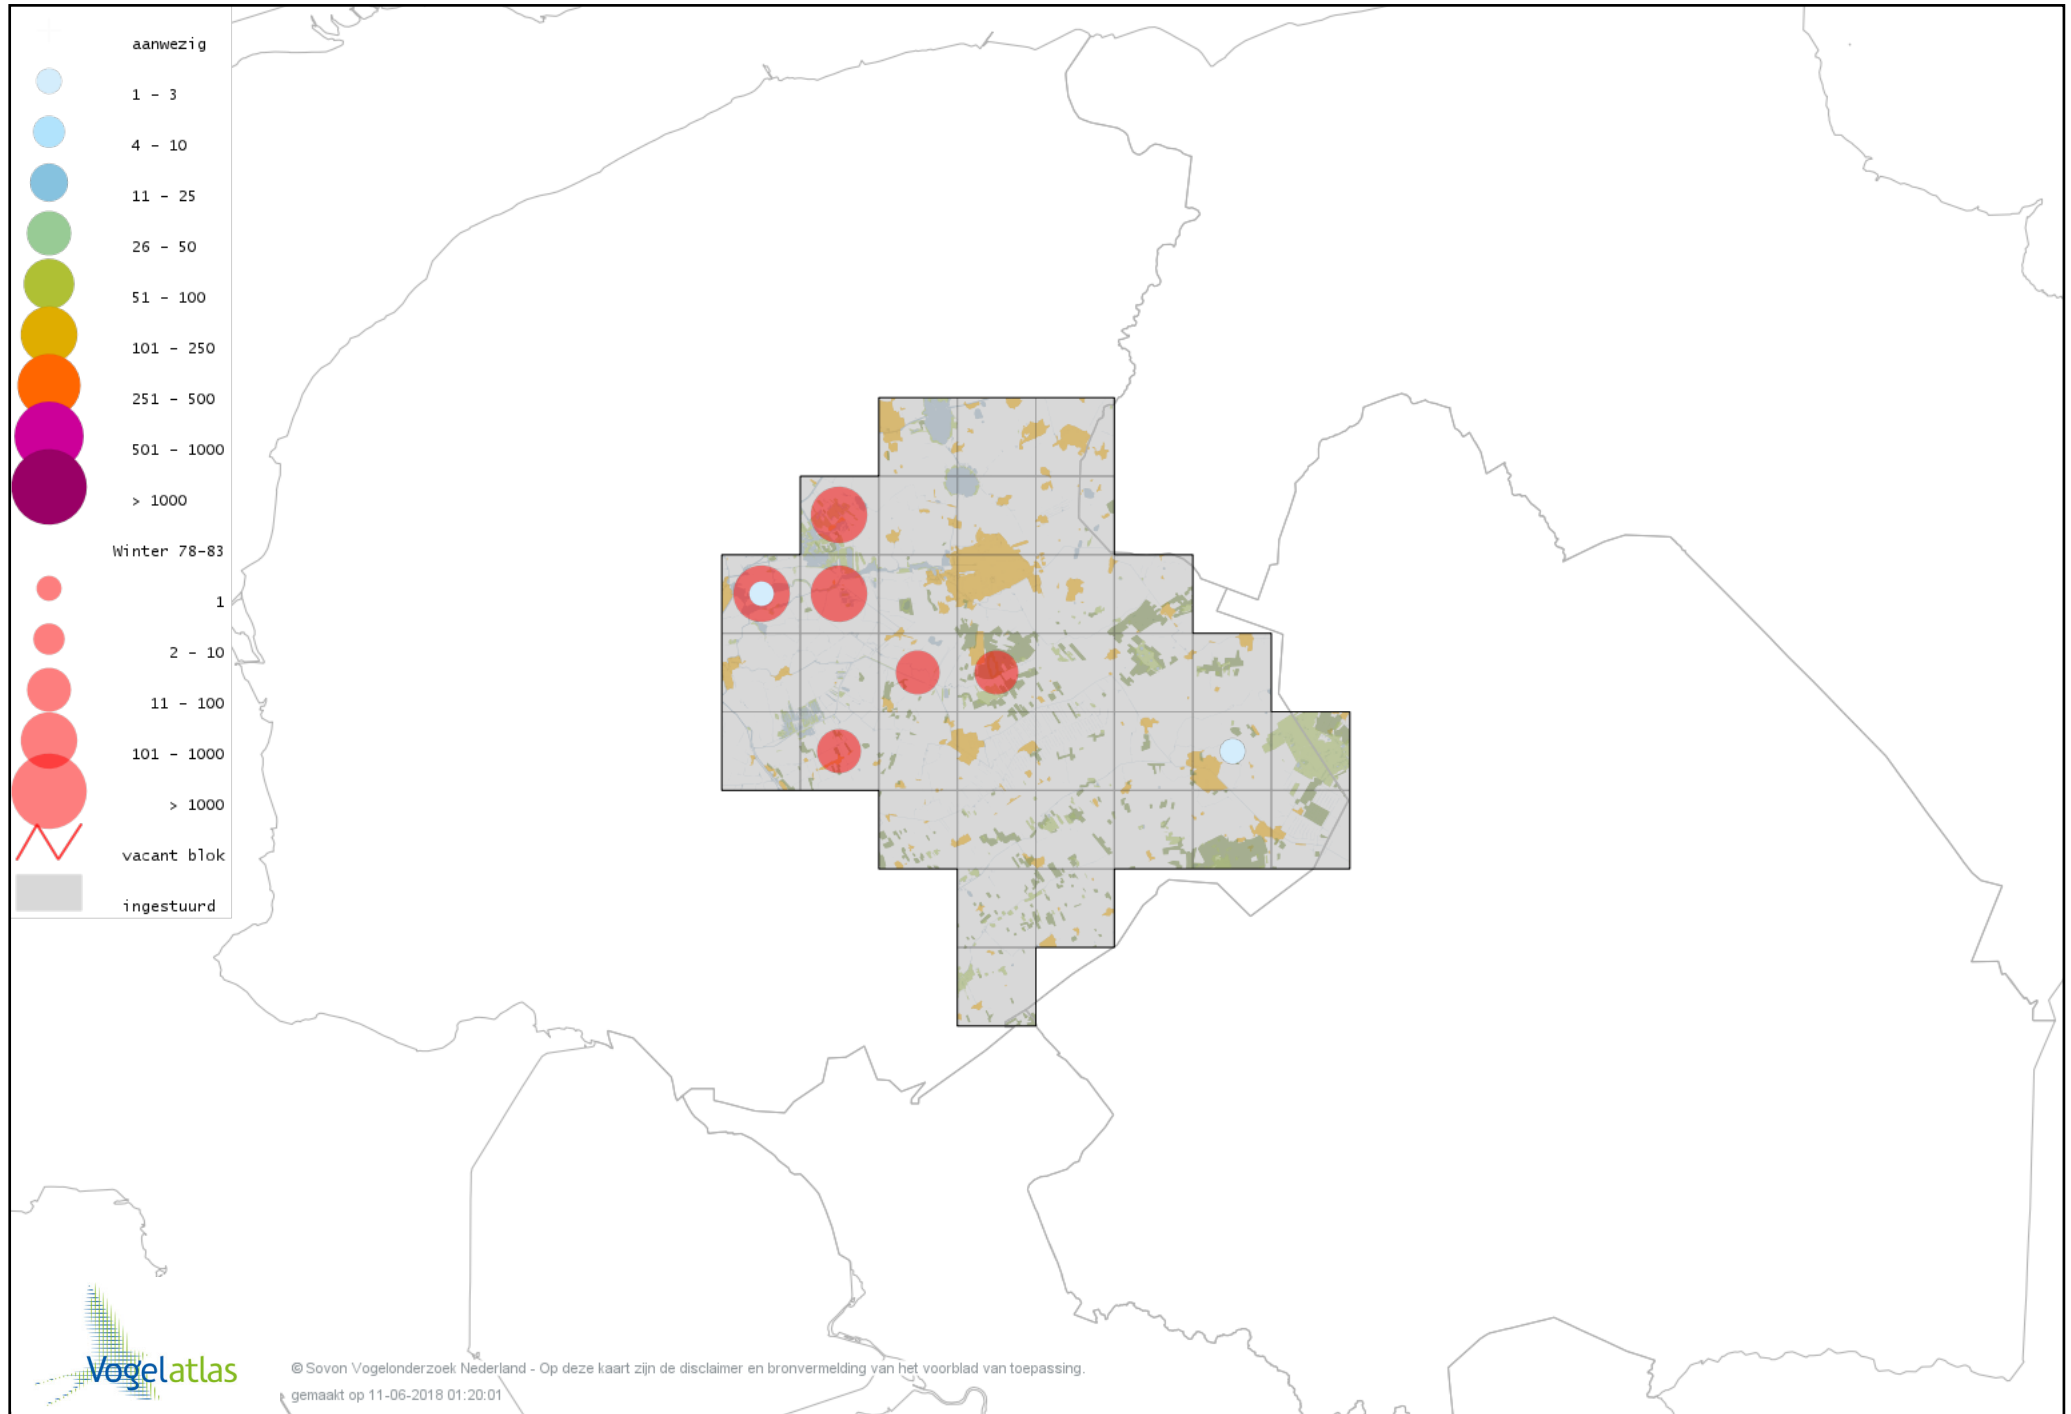 aanwezig
1 - 3
4 - 10
11 - 25
26 - 50
51 - 100
101 - 250
251 - 500
501 - 1000
> 1000
Winter 78-83
1
2 - 10
11 - 100
101 - 1000
> 1000
vacant blok
ingestuurd
Vogelatlas
© Sovon Vogelonderzoek Nederland - Op deze kaart zijn de disclaimer en bronvermelding van het voorblad van toepassing.
gemaakt op 11-06-2018 01:20:01